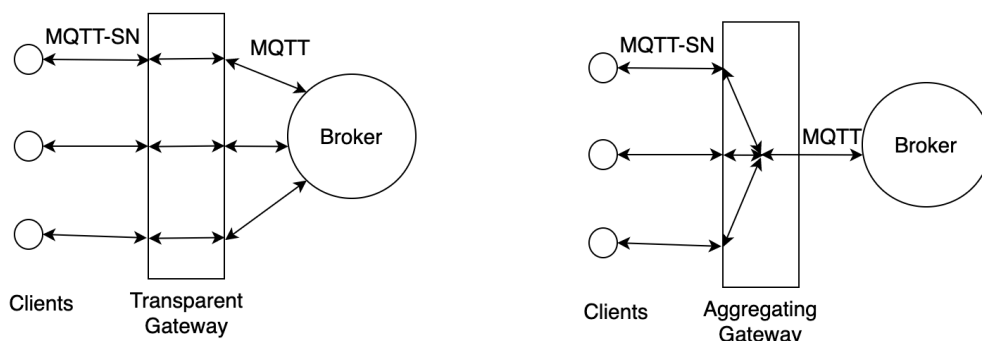 MQTT-SN
MQTT
Broker
Clients
Transparent
Gateway
MQTT-SN
MQTT
Broker
Clients
Aggregating
Gateway